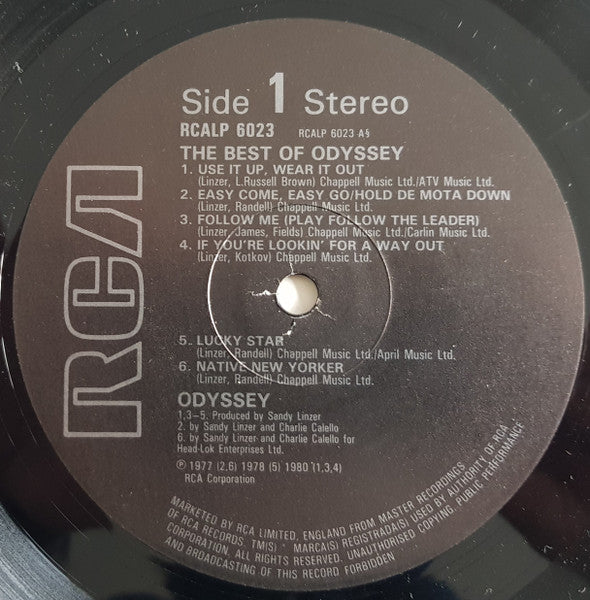 Side 1 Stereo
RCALP 6023 RCALP 6023 A§
THE BEST OF ODYSSEY
1. USE IT UP, WEAR IT OUT
(Linzer, L.Russell Brown) Chappell Music Ltd./ATV Music Ltd.
2. EASY COME, EASY GO/HOLD DE MOTA DOWN
(Linzer, Randell) Chappell Music Ltd.
3. FOLLOW ME (PLAY FOLLOW THE LEADER)
(Linzer, James, Fields) Chappell Music Ltd./Carlin Music Ltd.
4. IF YOU'RE LOOKIN' FOR A WAY OUT
(Linzer, Kotkov) Chappell Music Ltd.
5. LUCKY STAR
(Linzer, Randell) Chappell Music Ltd./April Music Ltd.
6. NATIVE NEW YORKER
(Linzer, Randell) Chappell Music Ltd.
ODYSSEY
1,3–5. Produced by Sandy Linzer
2. by Sandy Linzer and Charlie Calello
6. by Sandy Linzer and Charlie Calello for
Head-Lok Enterprises Ltd.
℗ 1977 (2,6) 1978 (5) 1980 (1,3,4)
RCA Corporation
RCA
MARKETED BY RCA LIMITED, ENGLAND FROM MASTER RECORDINGS
OF RCA RECORDS. TM(S) ® MARCA(S) REGISTRADA(S) USED BY AUTHORITY OF RCA
CORPORATION. ALL RIGHTS RESERVED. UNAUTHORISED COPYING, PUBLIC PERFORMANCE
AND BROADCASTING OF THIS RECORD FORBIDDEN